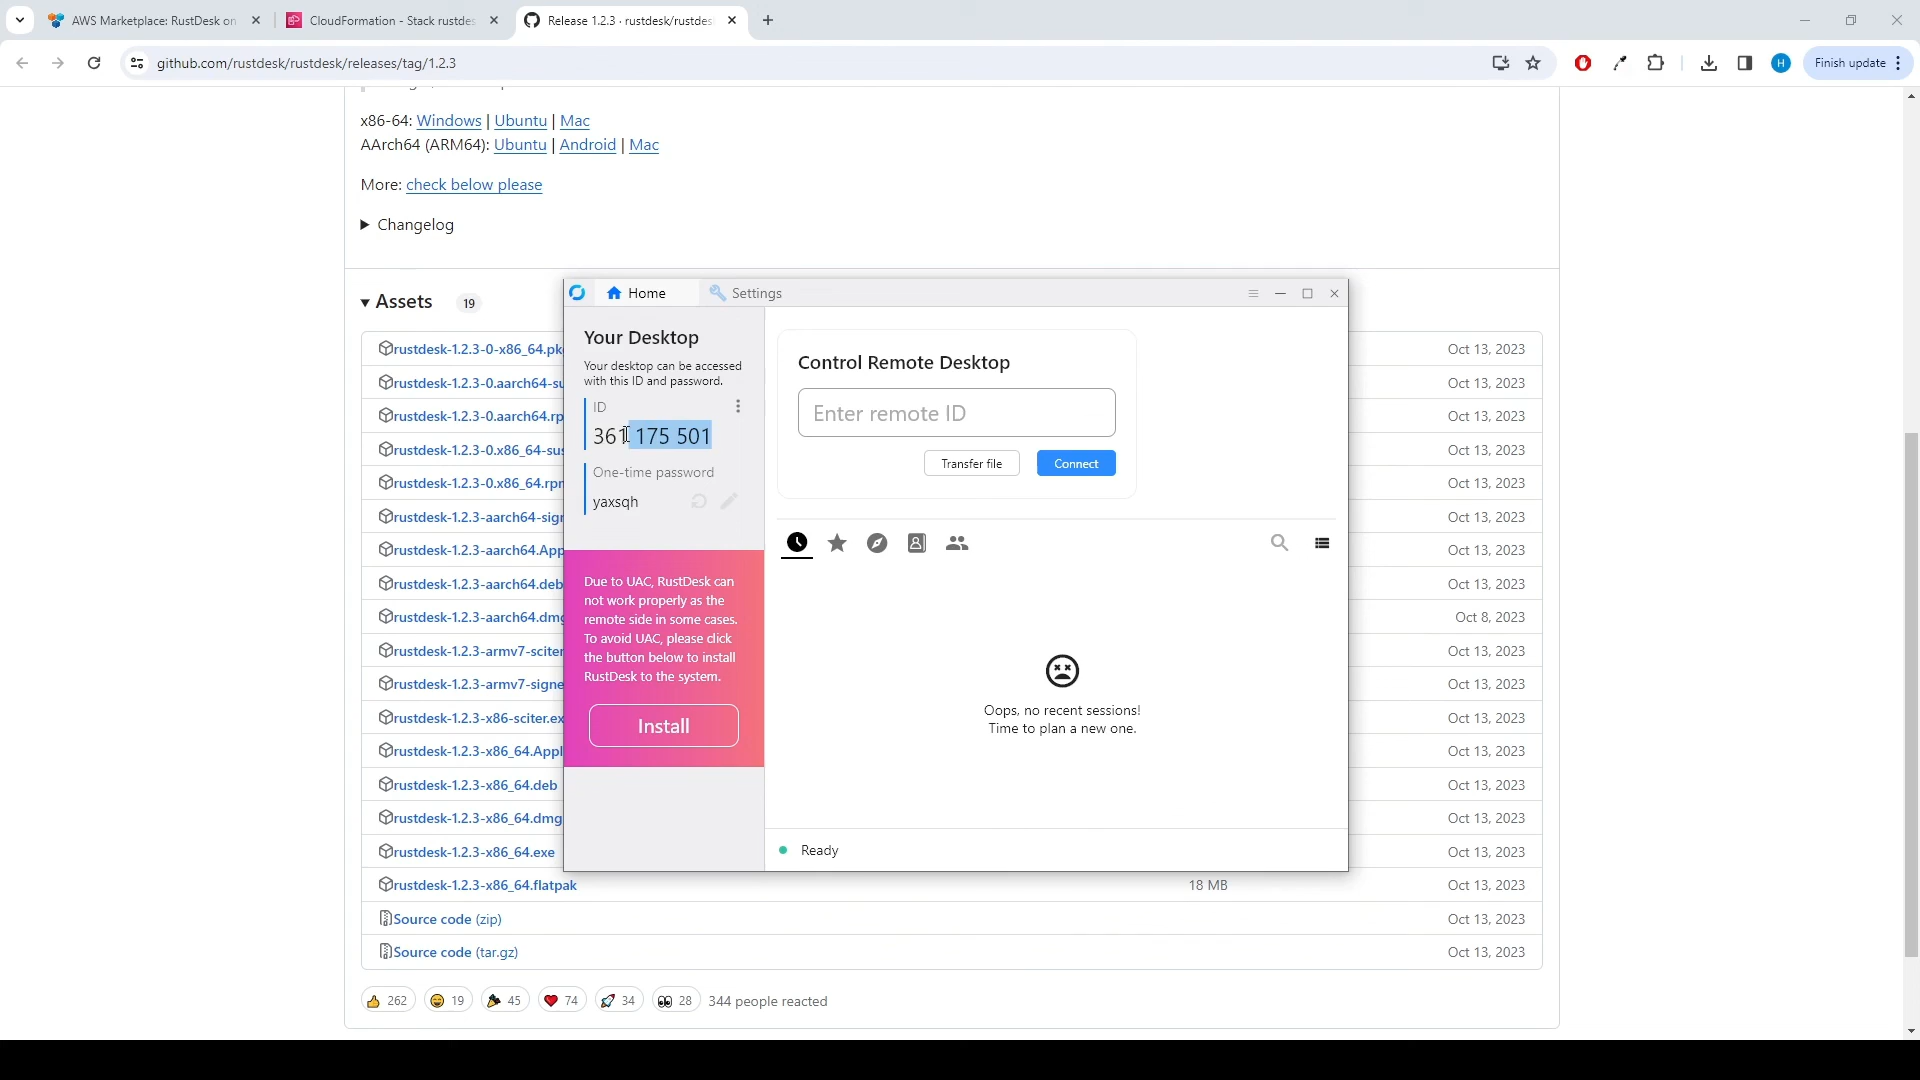 AWS Marketplace: RustDesk on
CloudFormation - Stack rustdes
Release 1.2.3 · rustdesk/rustdes
github.com/rustdesk/rustdesk/releases/tag/1.2.3
H
Finish update
x86-64: Windows | Ubuntu | Mac
AArch64 (ARM64): Ubuntu | Android | Mac
More: check below please
Changelog
Assets 19
rustdesk-1.2.3-0-x86_64.pk
Oct 13, 2023
rustdesk-1.2.3-0.aarch64-su
Oct 13, 2023
rustdesk-1.2.3-0.aarch64.rp
Oct 13, 2023
rustdesk-1.2.3-0.x86_64-sus
Oct 13, 2023
rustdesk-1.2.3-0.x86_64.rpn
Oct 13, 2023
rustdesk-1.2.3-aarch64-sign
Oct 13, 2023
rustdesk-1.2.3-aarch64.App
Oct 13, 2023
rustdesk-1.2.3-aarch64.deb
Oct 13, 2023
rustdesk-1.2.3-aarch64.dmg
Oct 8, 2023
rustdesk-1.2.3-armv7-sciter
Oct 13, 2023
rustdesk-1.2.3-armv7-signe
Oct 13, 2023
rustdesk-1.2.3-x86-sciter.ex
Oct 13, 2023
rustdesk-1.2.3-x86_64.Appl
Oct 13, 2023
rustdesk-1.2.3-x86_64.deb
Oct 13, 2023
rustdesk-1.2.3-x86_64.dmg
Oct 13, 2023
rustdesk-1.2.3-x86_64.exe
Oct 13, 2023
rustdesk-1.2.3-x86_64.flatpak
18 MB
Oct 13, 2023
Source code (zip)
Oct 13, 2023
Source code (tar.gz)
Oct 13, 2023
262 19 45 74 34 28 344 people reacted
Home
Settings
Your Desktop
Your desktop can be accessed
with this ID and password.
ID
361 175 501
One-time password
yaxsqh
Due to UAC, RustDesk can
not work properly as the
remote side in some cases.
To avoid UAC, please click
the button below to install
RustDesk to the system.
Install
Control Remote Desktop
Enter remote ID
Transfer file
Connect
Oops, no recent sessions!
Time to plan a new one.
Ready